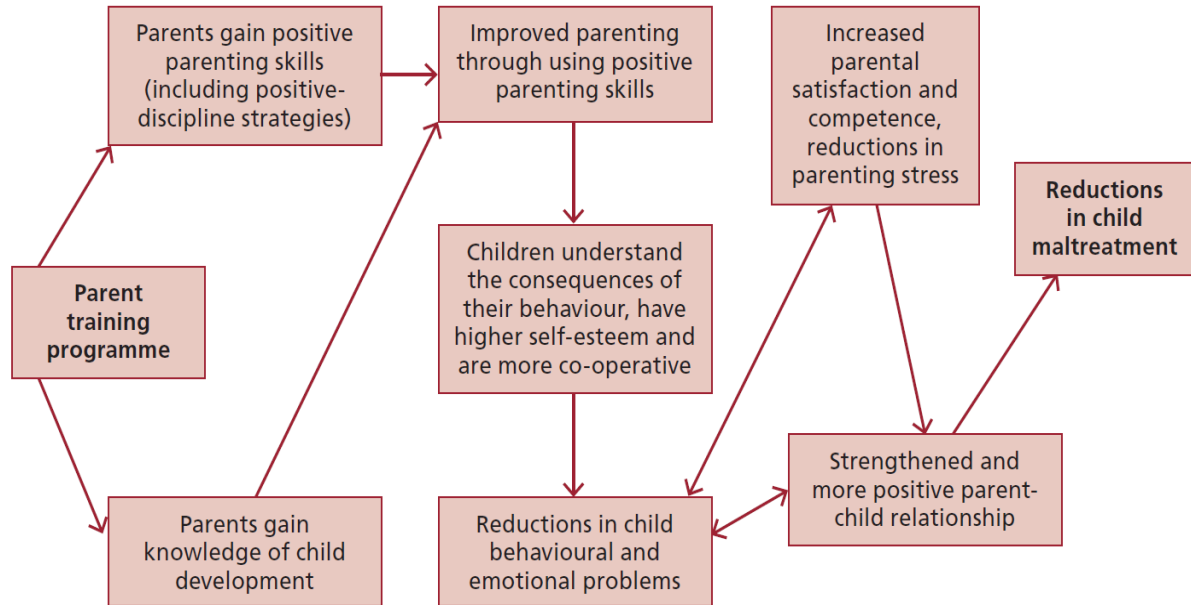 Parents gain positive
parenting skills
(including positive-
discipline strategies)
Improved parenting
through using positive
parenting skills
Increased
parental
satisfaction and
competence,
reductions in
parenting stress
Reductions
in child
maltreatment
Parent
training
programme
Children understand
the consequences of
their behaviour, have
higher self-esteem and
are more co-operative
Strengthened and
more positive parent-
child relationship
Parents gain
knowledge of child
development
Reductions in child
behavioural and
emotional problems